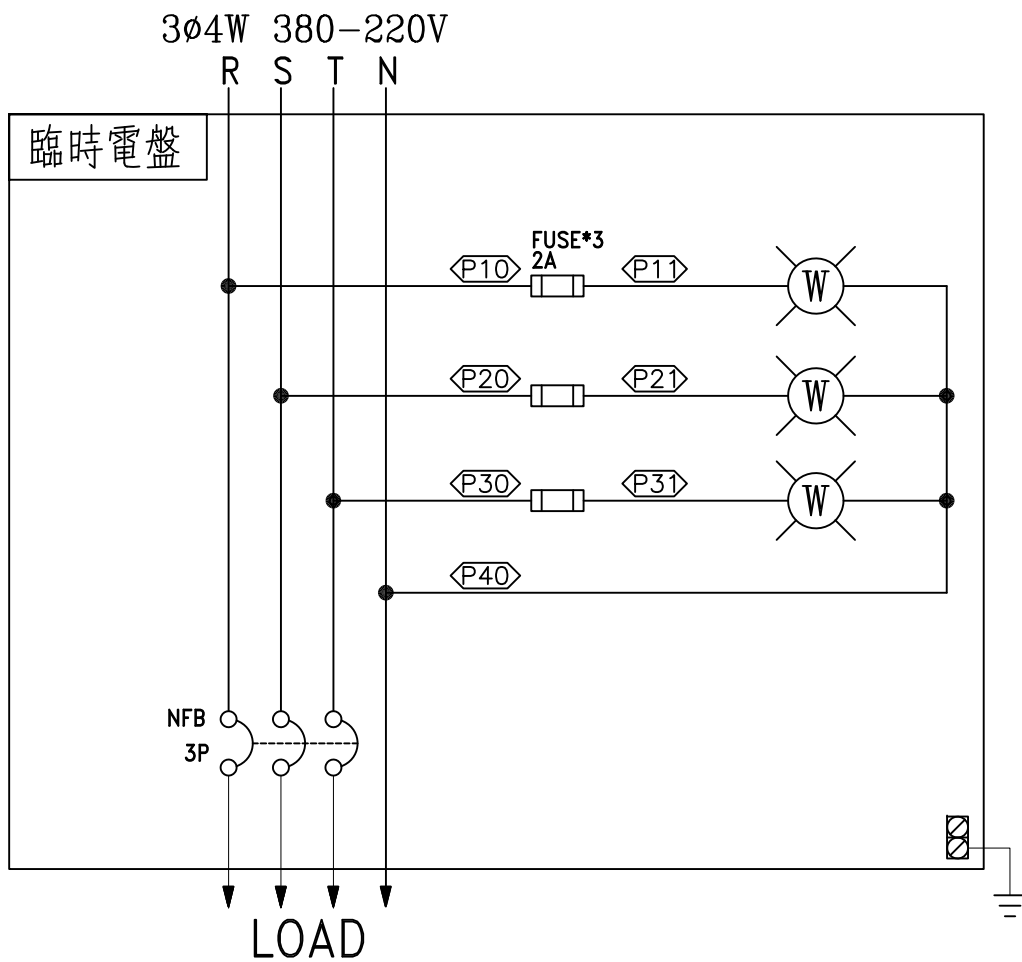 3ø4W 380-220V
R S T N
臨時電盤
FUSE*3
2A
P10 P11
W
P20 P21
W
P30 P31
W
P40
NFB
3P
LOAD